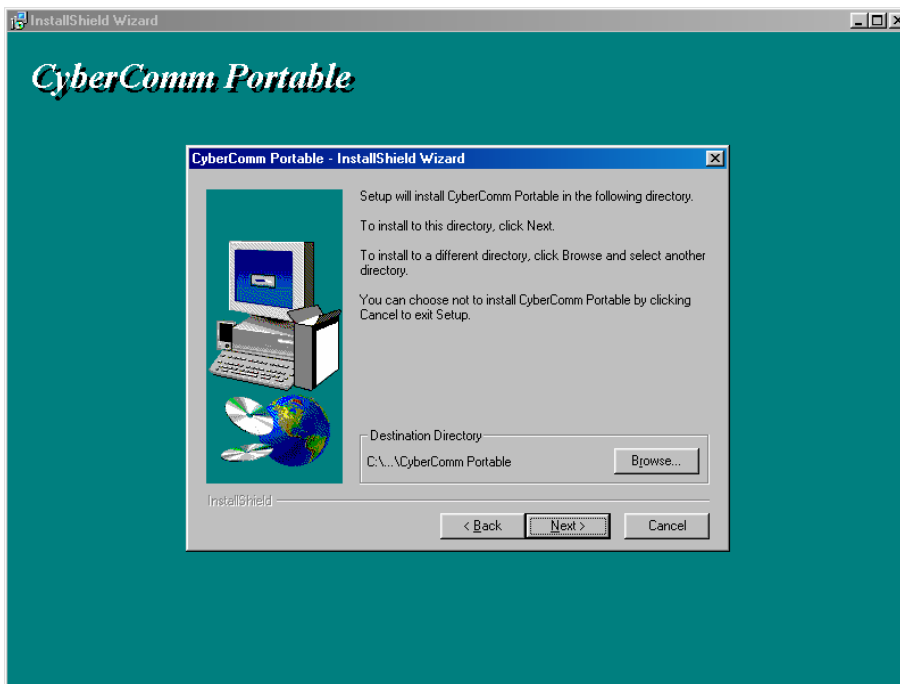 InstallShield Wizard
CyberComm Portable
CyberComm Portable - InstallShield Wizard
Setup will install CyberComm Portable in the following directory.
To install to this directory, click Next.
To install to a different directory, click Browse and select another
directory.
You can choose not to install CyberComm Portable by clicking
Cancel to exit Setup.
Destination Directory
C:\...\CyberComm Portable
Browse...
InstallShield
< Back
Next >
Cancel